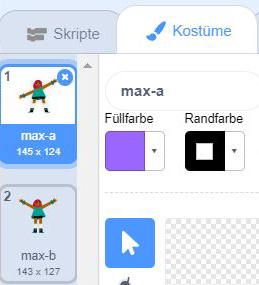 Skripte
Kostüme
1
max-a
145 x 124
2
max-b
143 x 127
max-a
Füllfarbe
Randfarbe